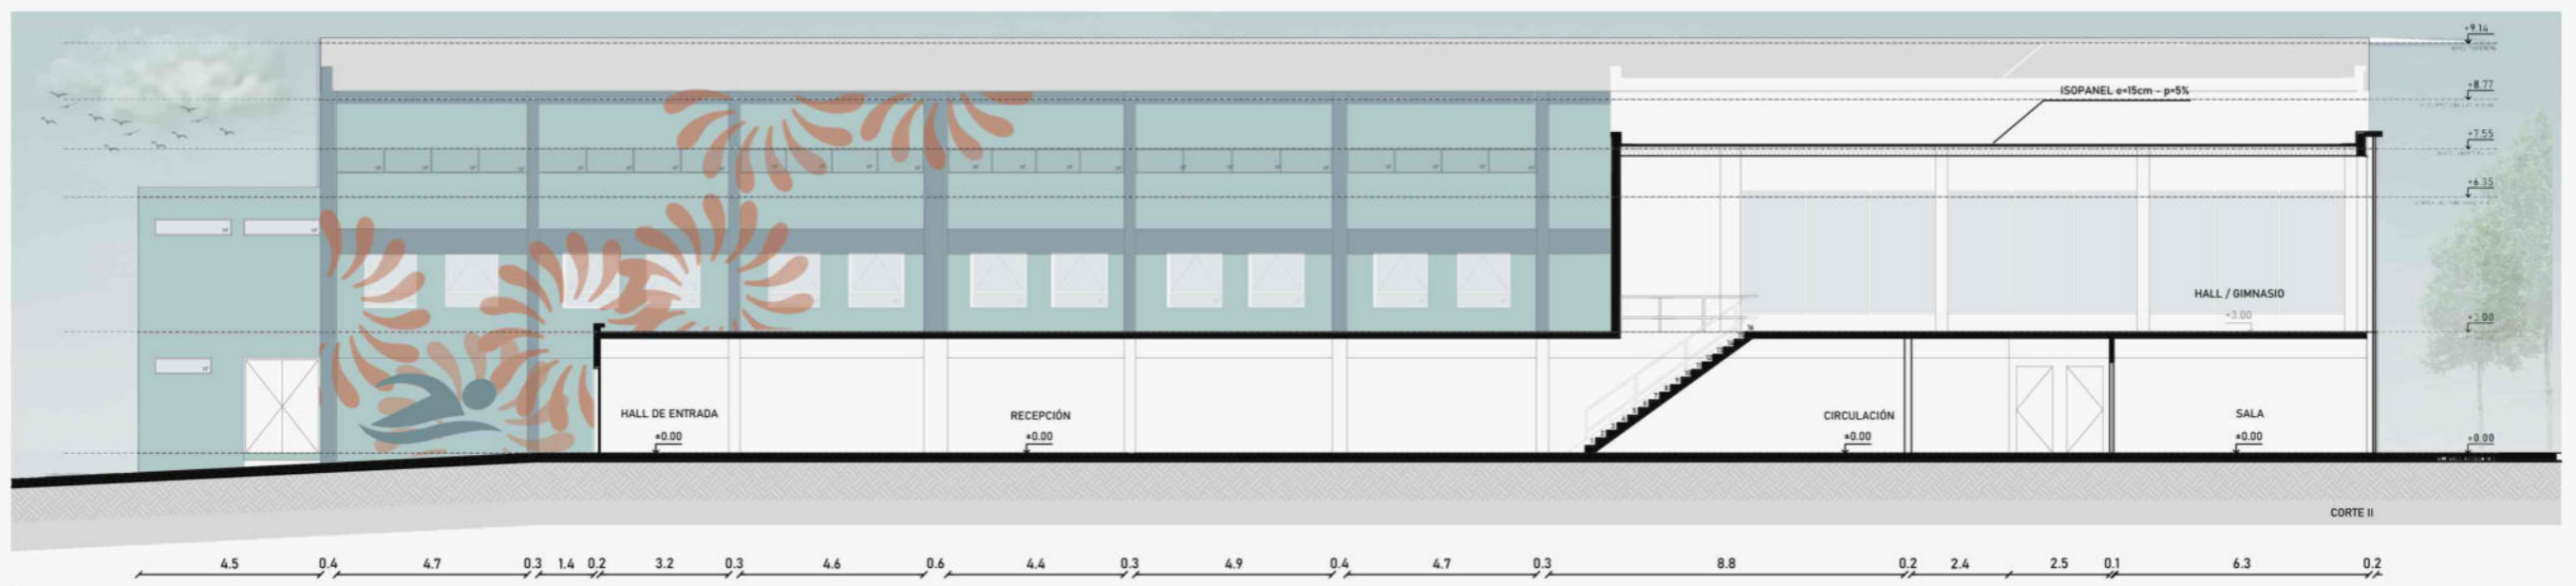 +9.14
ISOPANEL e=15cm - p=5%
+8.77
+7.55
+6.35
HALL / GIMNASIO
+3.00
HALL DE ENTRADA
±0.00
RECEPCIÓN
±0.00
CIRCULACIÓN
±0.00
SALA
±0.00
±0.00
CORTE II
4.5 0.4 4.7 0.3 1.4 0.2 3.2 0.3 4.6 0.6 4.4 0.3 4.9 0.4 4.7 0.3 8.8 0.2 2.4 2.5 0.1 6.3 0.2